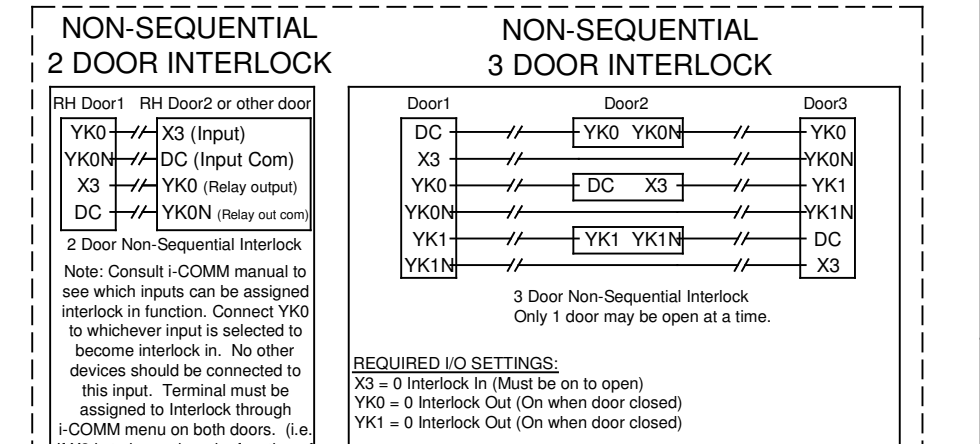 NON-SEQUENTIAL
2 DOOR INTERLOCK
RH Door1 RH Door2 or other door
YK0 X3 (Input)
YK0N DC (Input Com)
X3 YK0 (Relay output)
DC YK0N (Relay out com)
2 Door Non-Sequential Interlock
Note: Consult i-COMM manual to
see which inputs can be assigned
interlock in function. Connect YK0
to whichever input is selected to
become interlock in. No other
devices should be connected to
this input. Terminal must be
assigned to Interlock through
i-COMM menu on both doors. (i.e.
NON-SEQUENTIAL
3 DOOR INTERLOCK
Door1 Door2 Door3
DC YK0 YK0N YK0
X3 YK0N
YK0 DC X3 YK1
YK0N YK1N
YK1 YK1 YK1N DC
YK1N X3
3 Door Non-Sequential Interlock
Only 1 door may be open at a time.
REQUIRED I/O SETTINGS:
X3 = 0 Interlock In (Must be on to open)
YK0 = 0 Interlock Out (On when door closed)
YK1 = 0 Interlock Out (On when door closed)